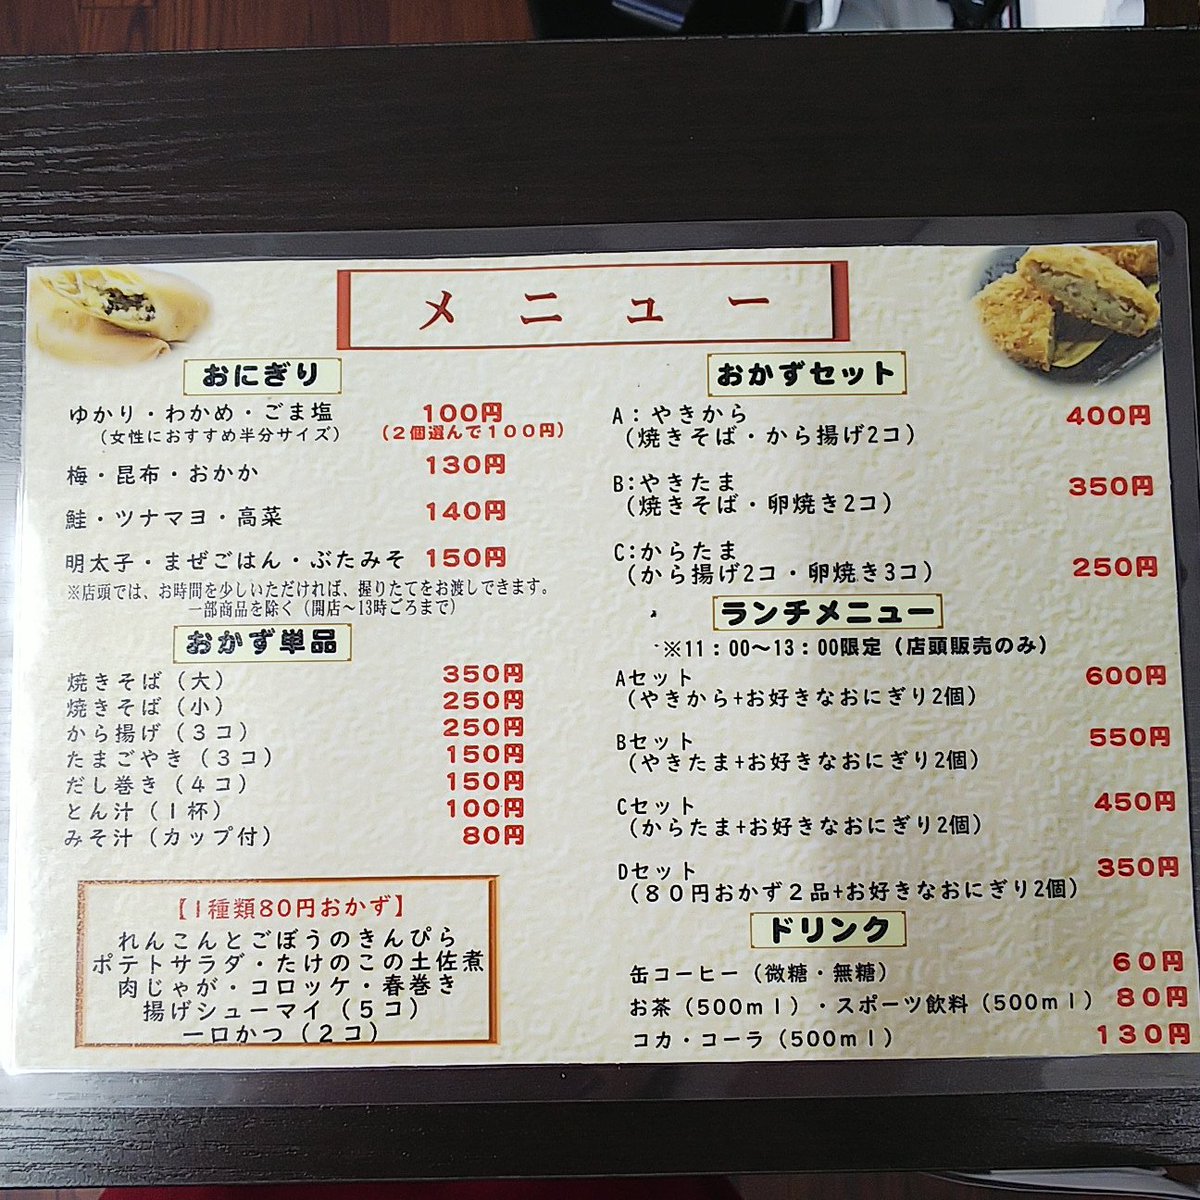 メニュー
おにぎり
ゆかり・わかめ・ごま塩 100円
(女性におすすめ半分サイズ) (2個選んで100円)
梅・昆布・おかか 130円
鮭・ツナマヨ・高菜 140円
明太子・まぜごはん・ぶたみそ 150円
※店頭では、お時間を少しいただければ、握りたてをお渡しできます。
一部商品を除く(開店～13時ごろまで)
おかず単品
焼きそば(大) 350円
焼きそば(小) 250円
から揚げ(3コ) 250円
たまごやき(3コ) 150円
だし巻き(4コ) 150円
とん汁(1杯) 100円
みそ汁(カップ付) 80円
【1種類80円おかず】
れんこんとごぼうのきんぴら
ポテトサラダ・たけのこの土佐煮
肉じゃが・コロッケ・春巻き
揚げシューマイ(5コ)
一口かつ(2コ)
おかずセット
A:やきから 400円
(焼きそば・から揚げ2コ)
B:やきたま 350円
(焼きそば・卵焼き2コ)
C:からたま 250円
(から揚げ2コ・卵焼き3コ)
ランチメニュー
※11:00～13:00限定(店頭販売のみ)
Aセット 600円
(やきから+お好きなおにぎり2個)
Bセット 550円
(やきたま+お好きなおにぎり2個)
Cセット 450円
(からたま+お好きなおにぎり2個)
Dセット 350円
(80円おかず2品+お好きなおにぎり2個)
ドリンク
缶コーヒー(微糖・無糖) 60円
お茶(500ml)・スポーツ飲料(500ml) 80円
コカ・コーラ(500ml) 130円